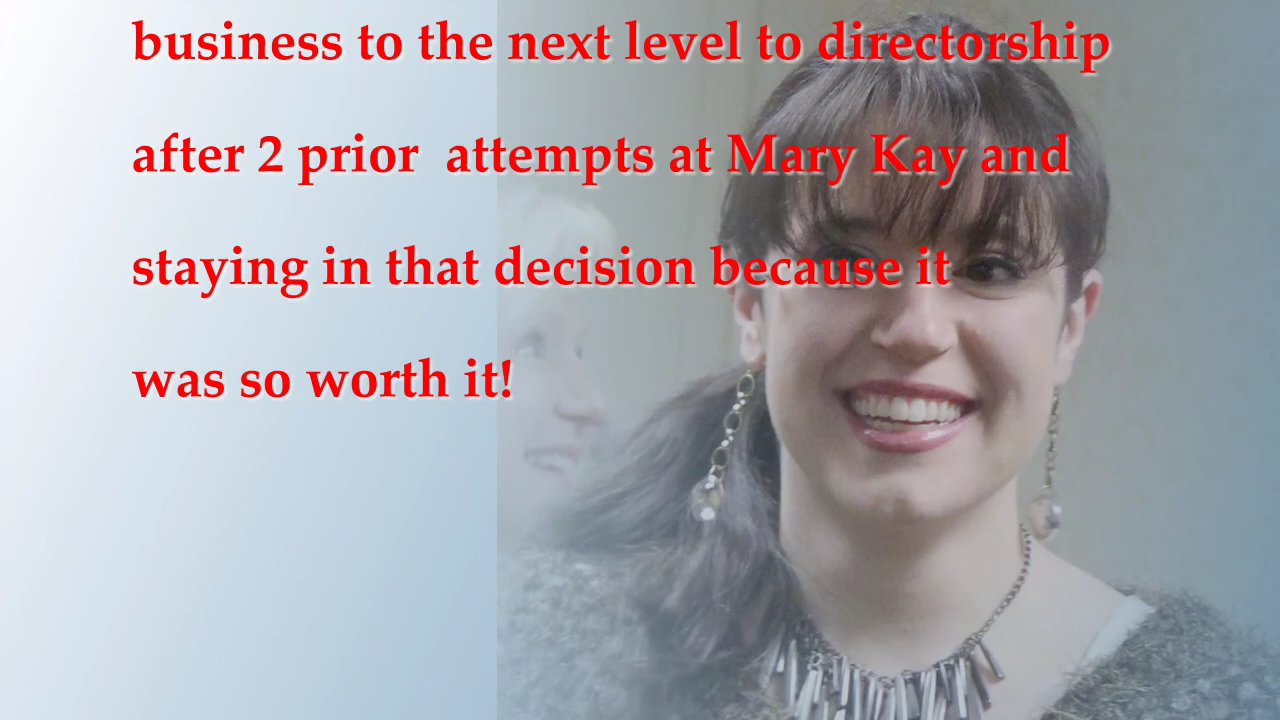 business to the next level to directorship
after 2 prior  attempts at Mary Kay and
staying in that decision because it
was so worth it!